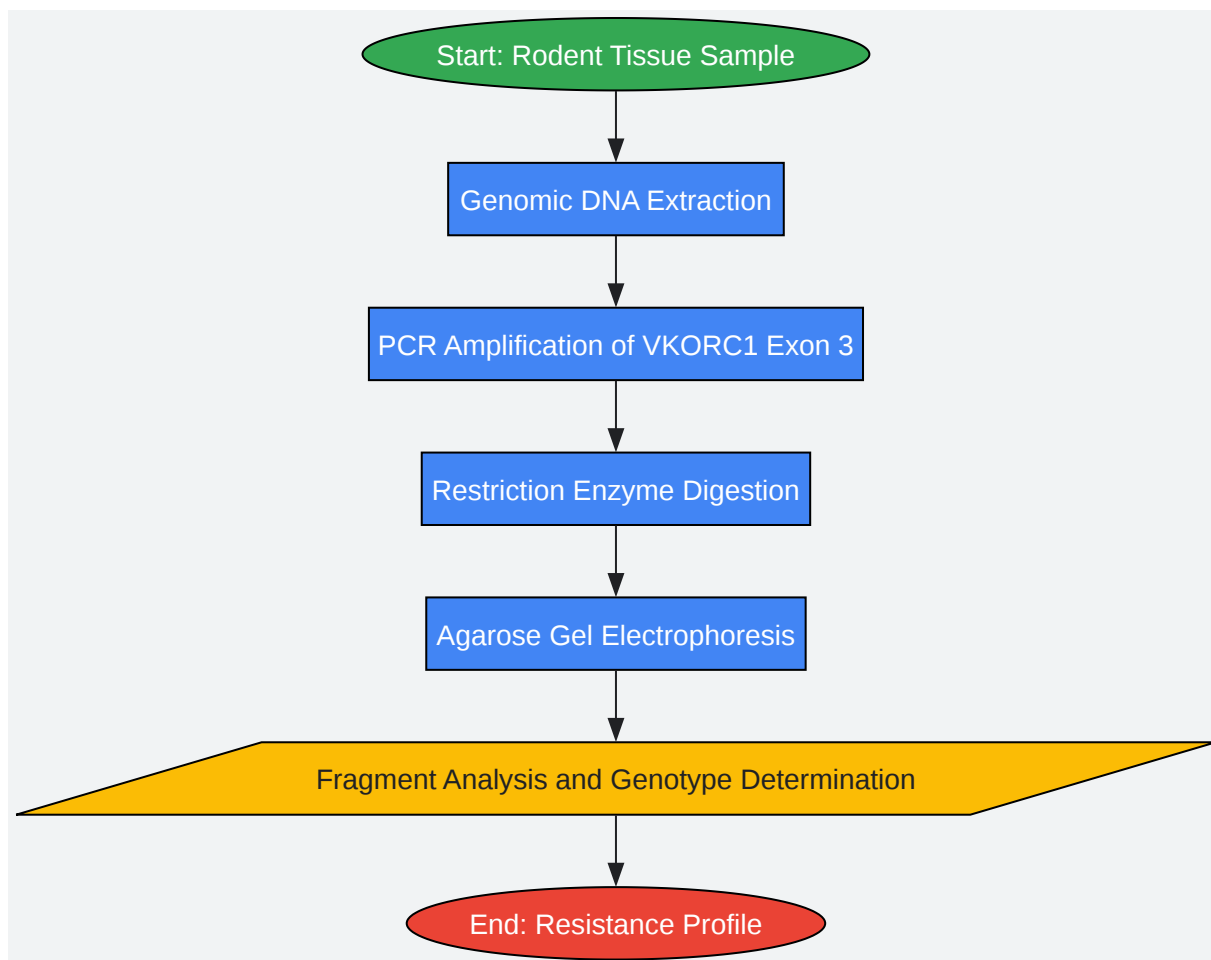 Start: Rodent Tissue Sample
Genomic DNA Extraction
PCR Amplification of VKORC1 Exon 3
Restriction Enzyme Digestion
Agarose Gel Electrophoresis
Fragment Analysis and Genotype Determination
End: Resistance Profile